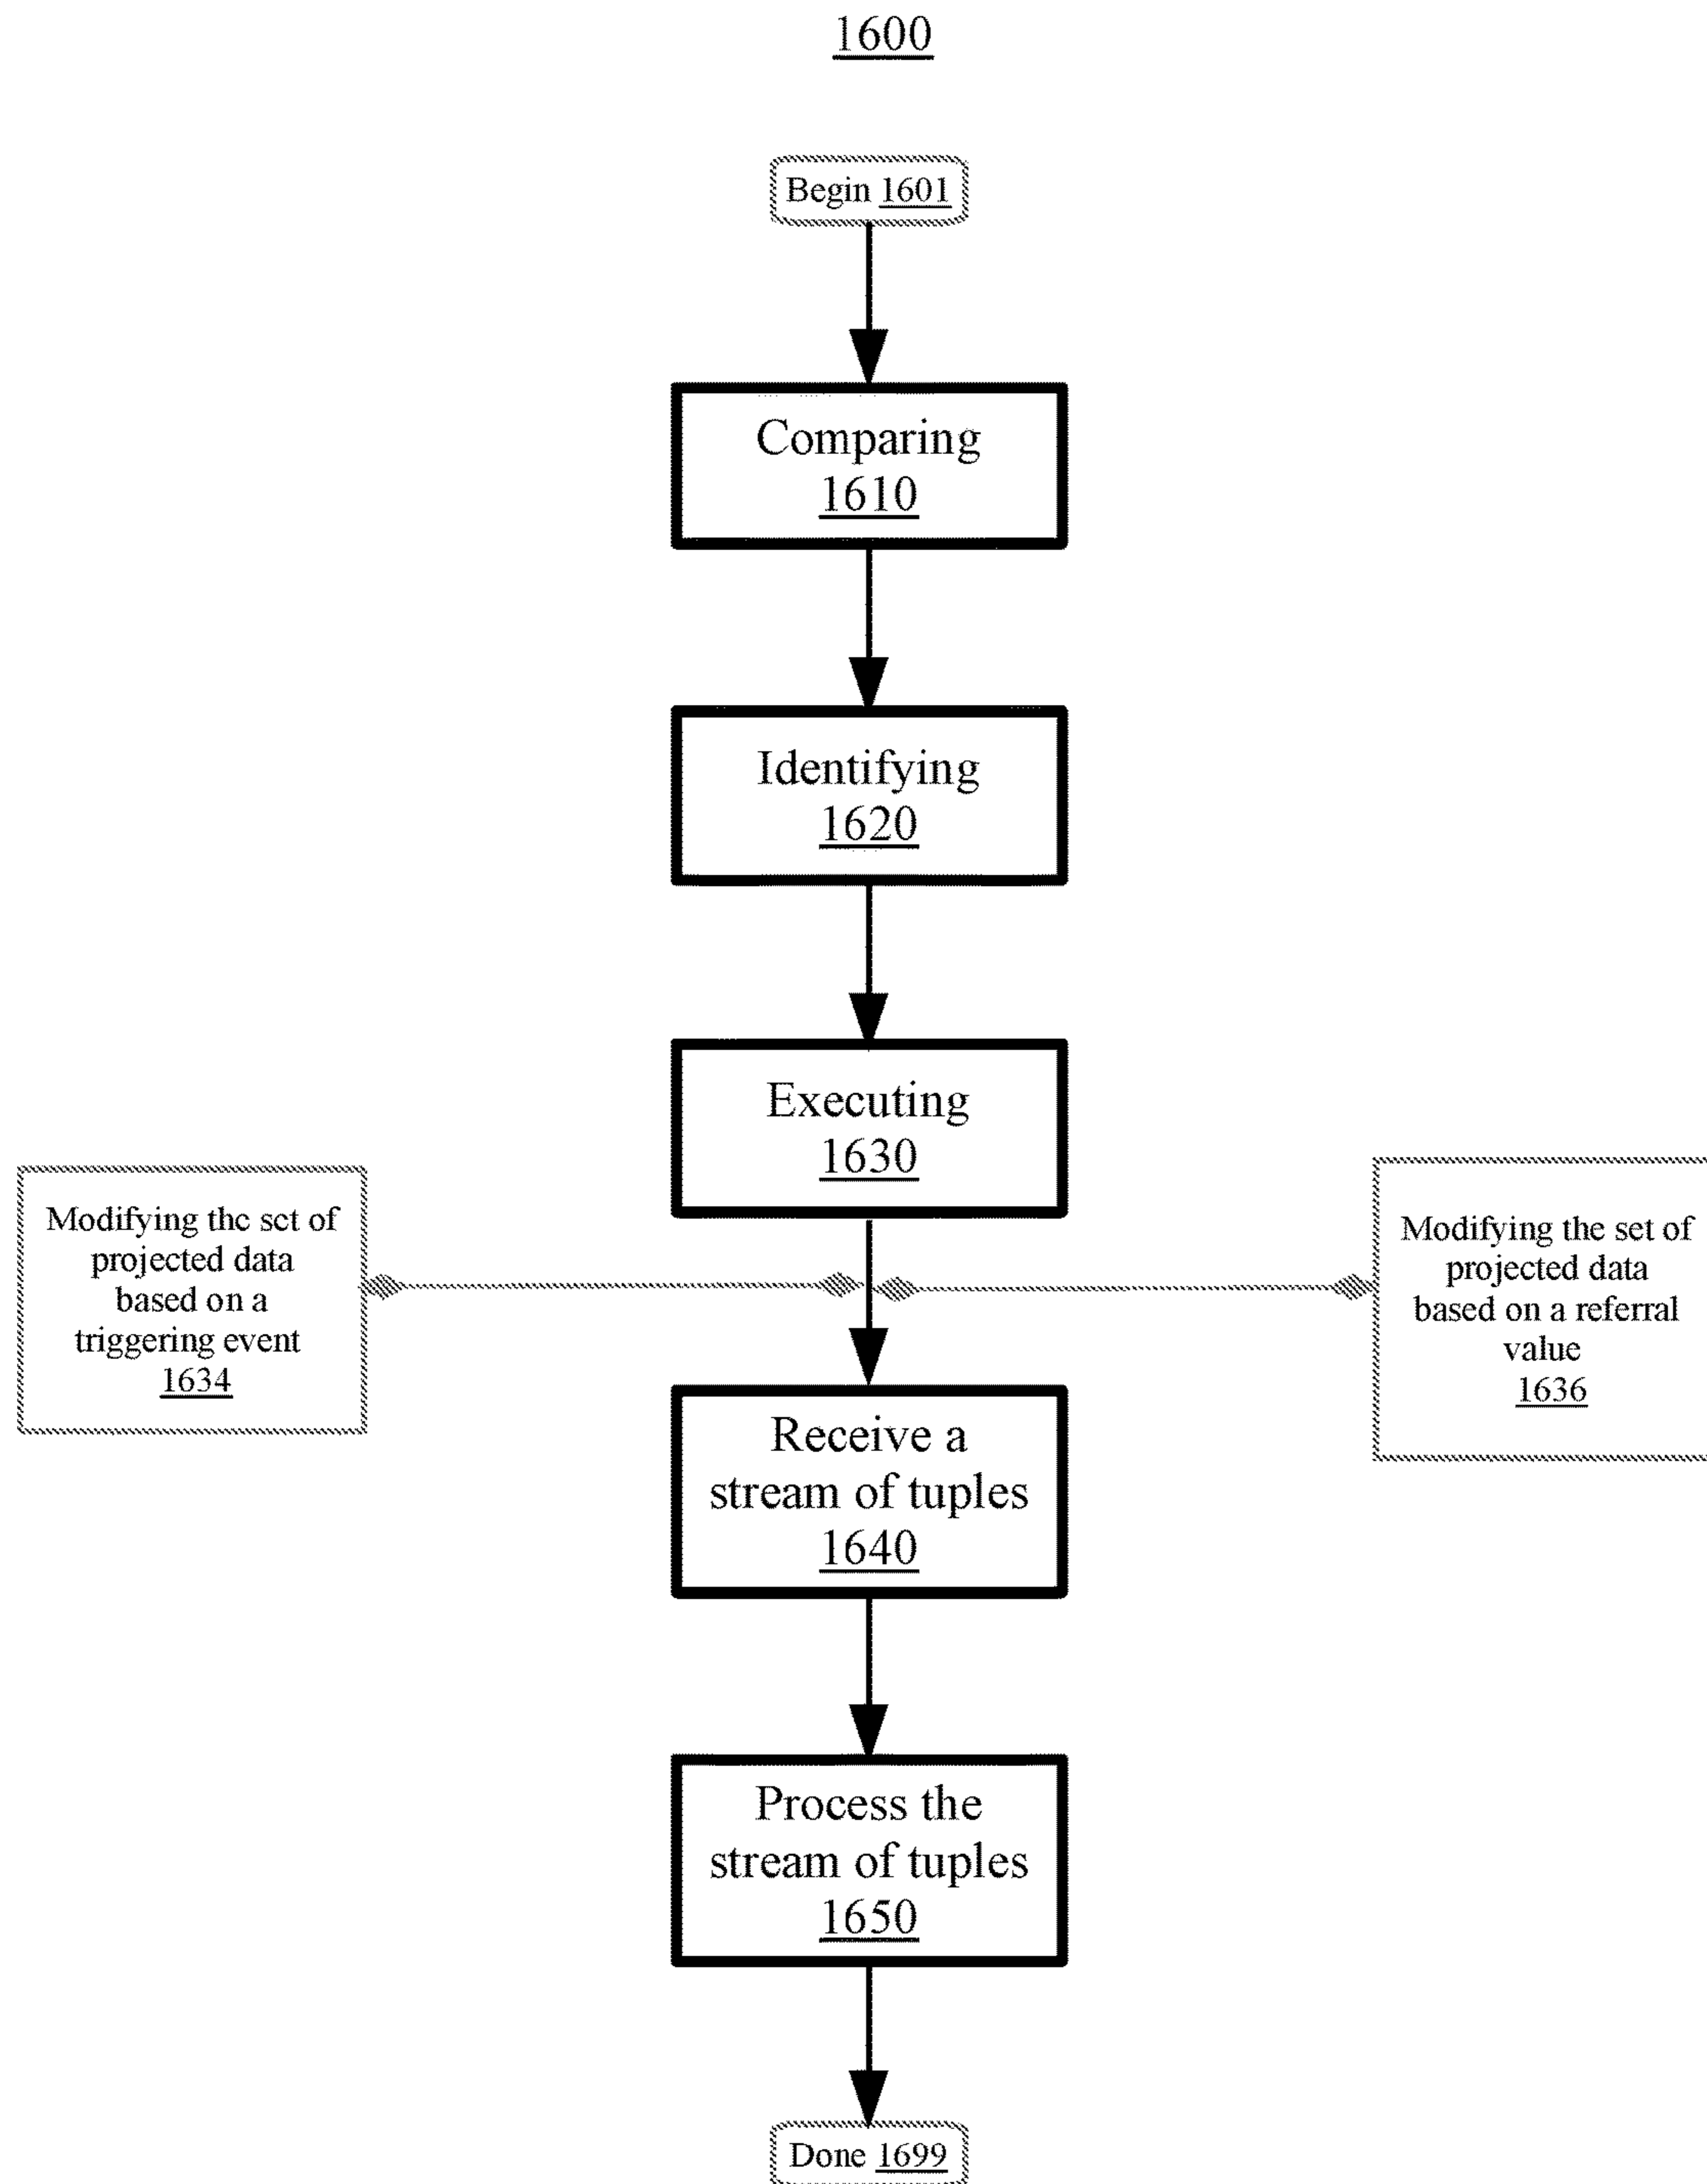 1600
Begin 1601
Comparing
1610
Identifying
1620
Executing
1630
Modifying the set of
projected data
based on a
triggering event
1634
Modifying the set of
projected data
based on a referral
value
1636
Receive a
stream of tuples
1640
Process the
stream of tuples
1650
Done 1699